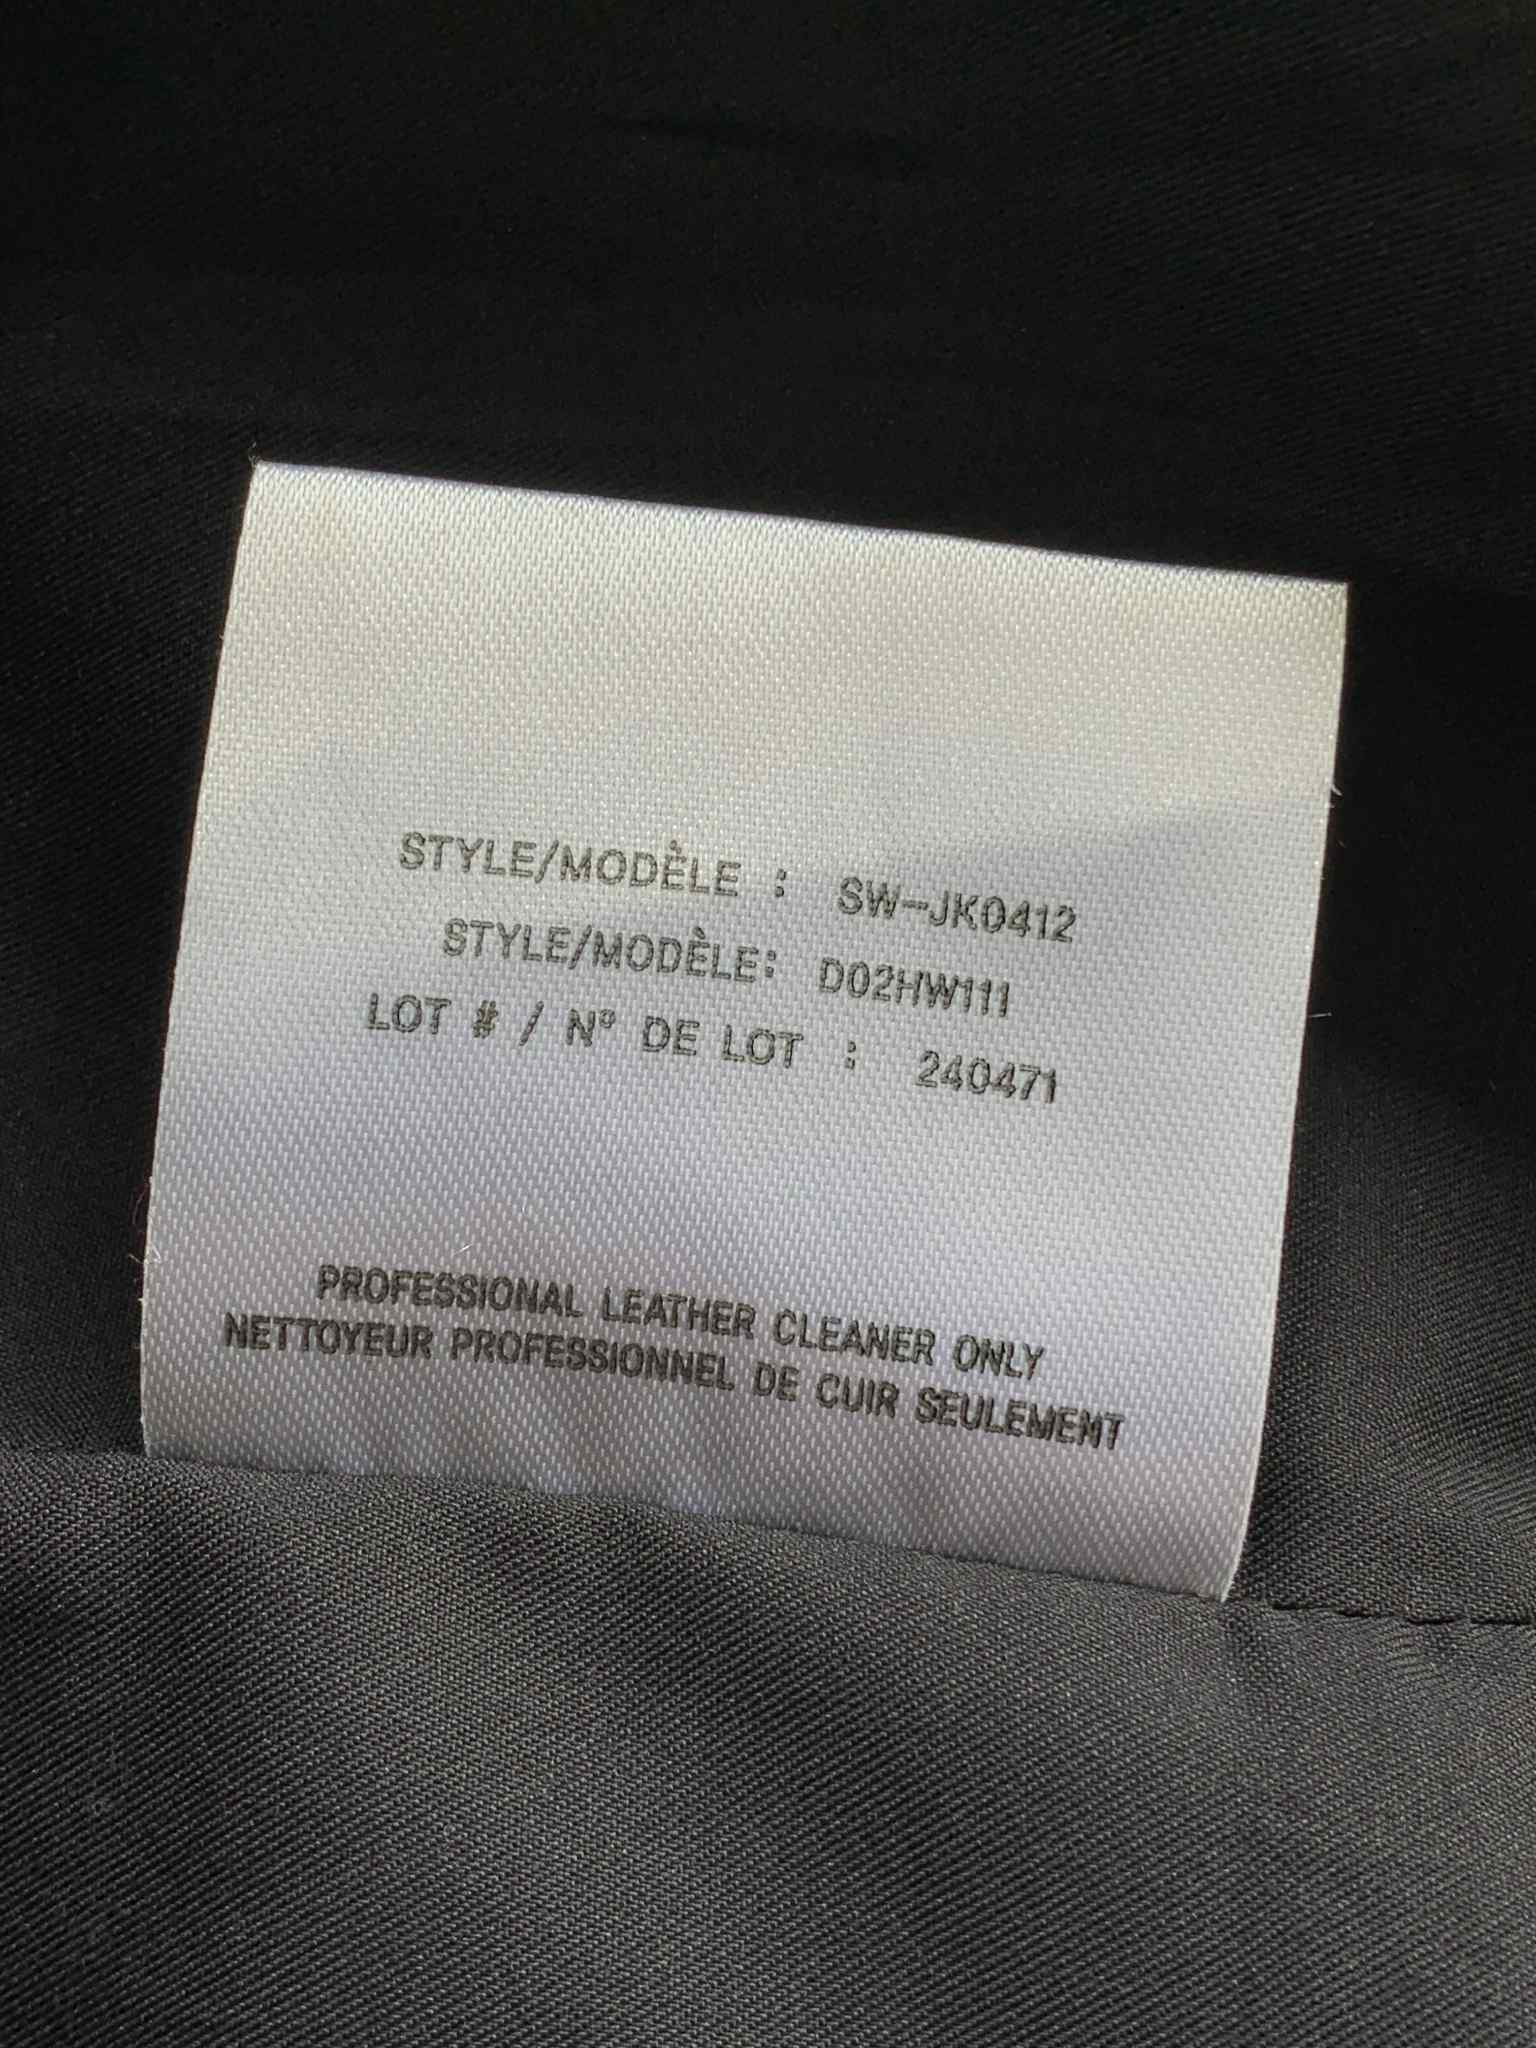 STYLE/MODÈLE : SW-JK0412
STYLE/MODÈLE: D02HW111
LOT # / N° DE LOT : 240471
PROFESSIONAL LEATHER CLEANER ONLY
NETTOYEUR PROFESSIONNEL DE CUIR SEULEMENT